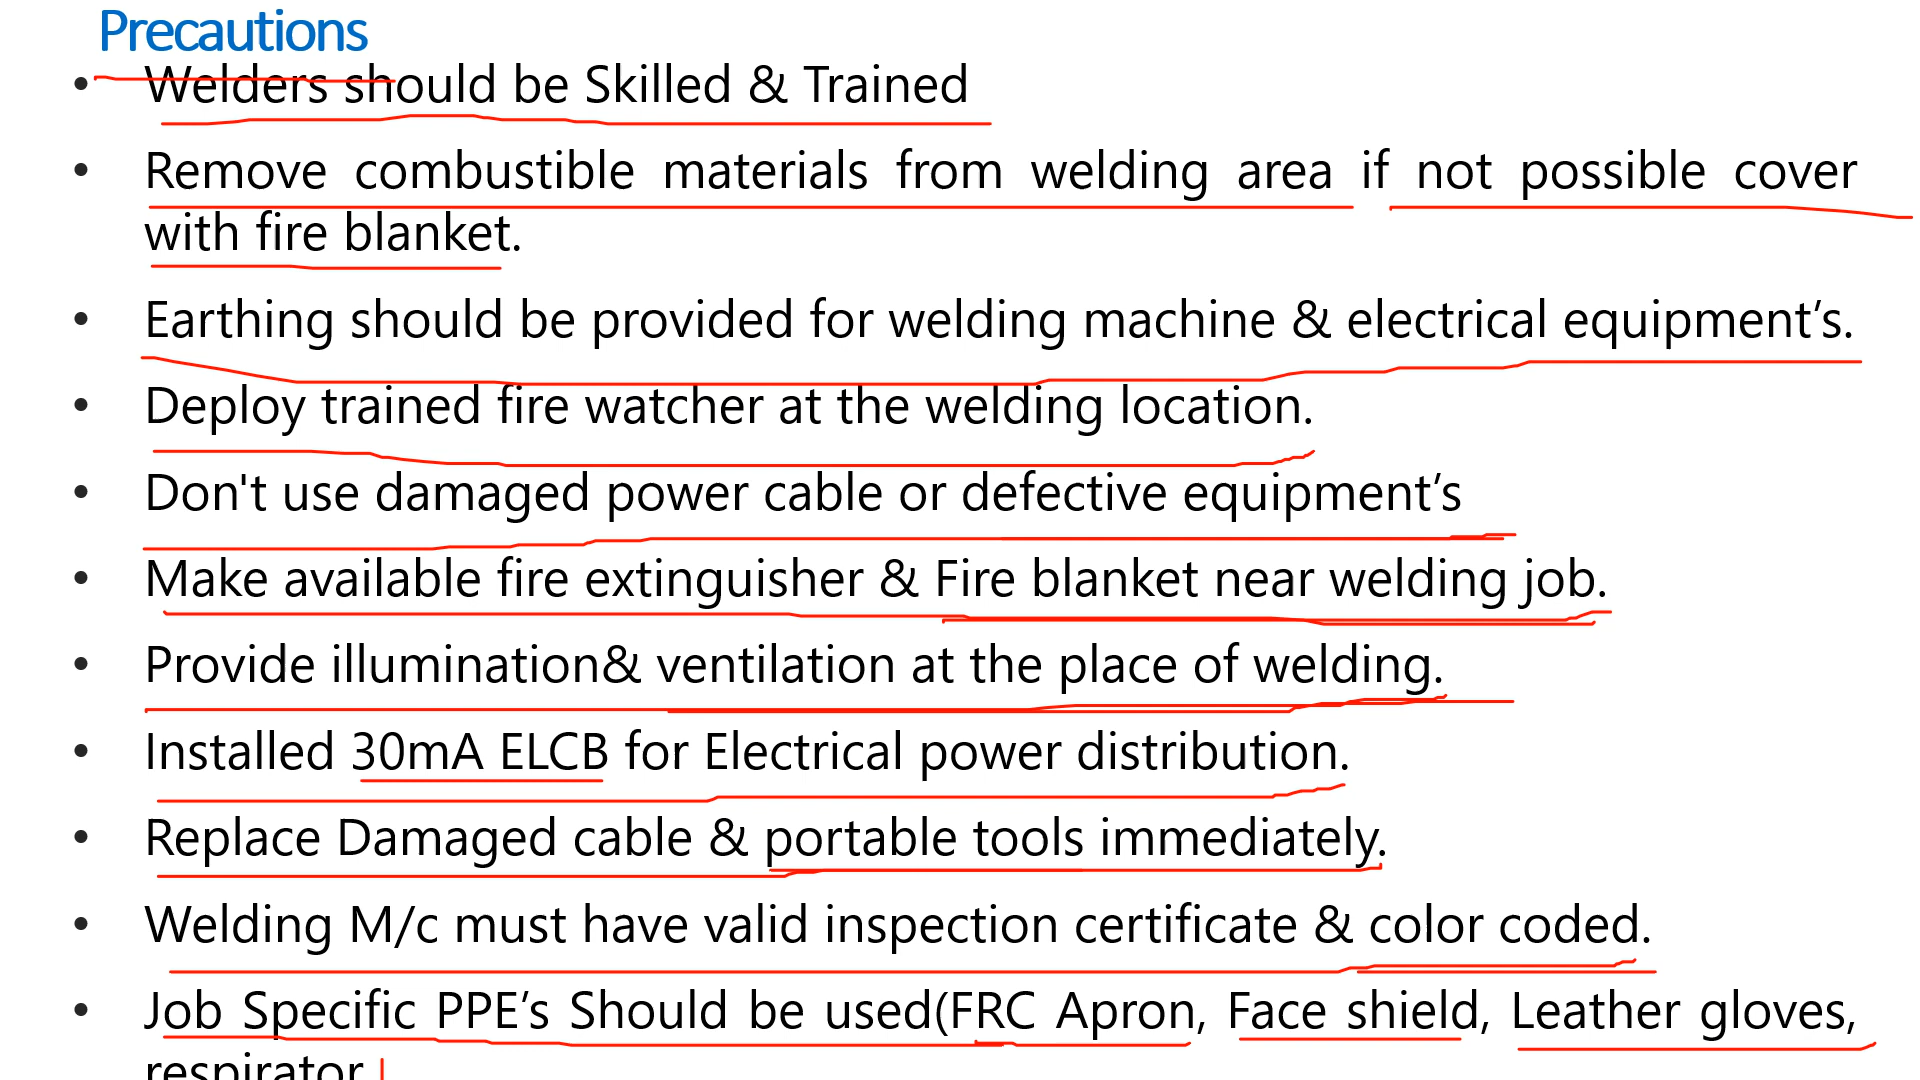 Precautions
• Welders should be Skilled & Trained
• Remove combustible materials from welding area if not possible cover
with fire blanket.
• Earthing should be provided for welding machine & electrical equipment’s.
• Deploy trained fire watcher at the welding location.
• Don't use damaged power cable or defective equipment’s
• Make available fire extinguisher & Fire blanket near welding job.
• Provide illumination& ventilation at the place of welding.
• Installed 30mA ELCB for Electrical power distribution.
• Replace Damaged cable & portable tools immediately.
• Welding M/c must have valid inspection certificate & color coded.
• Job Specific PPE’s Should be used(FRC Apron, Face shield, Leather gloves,
respirator